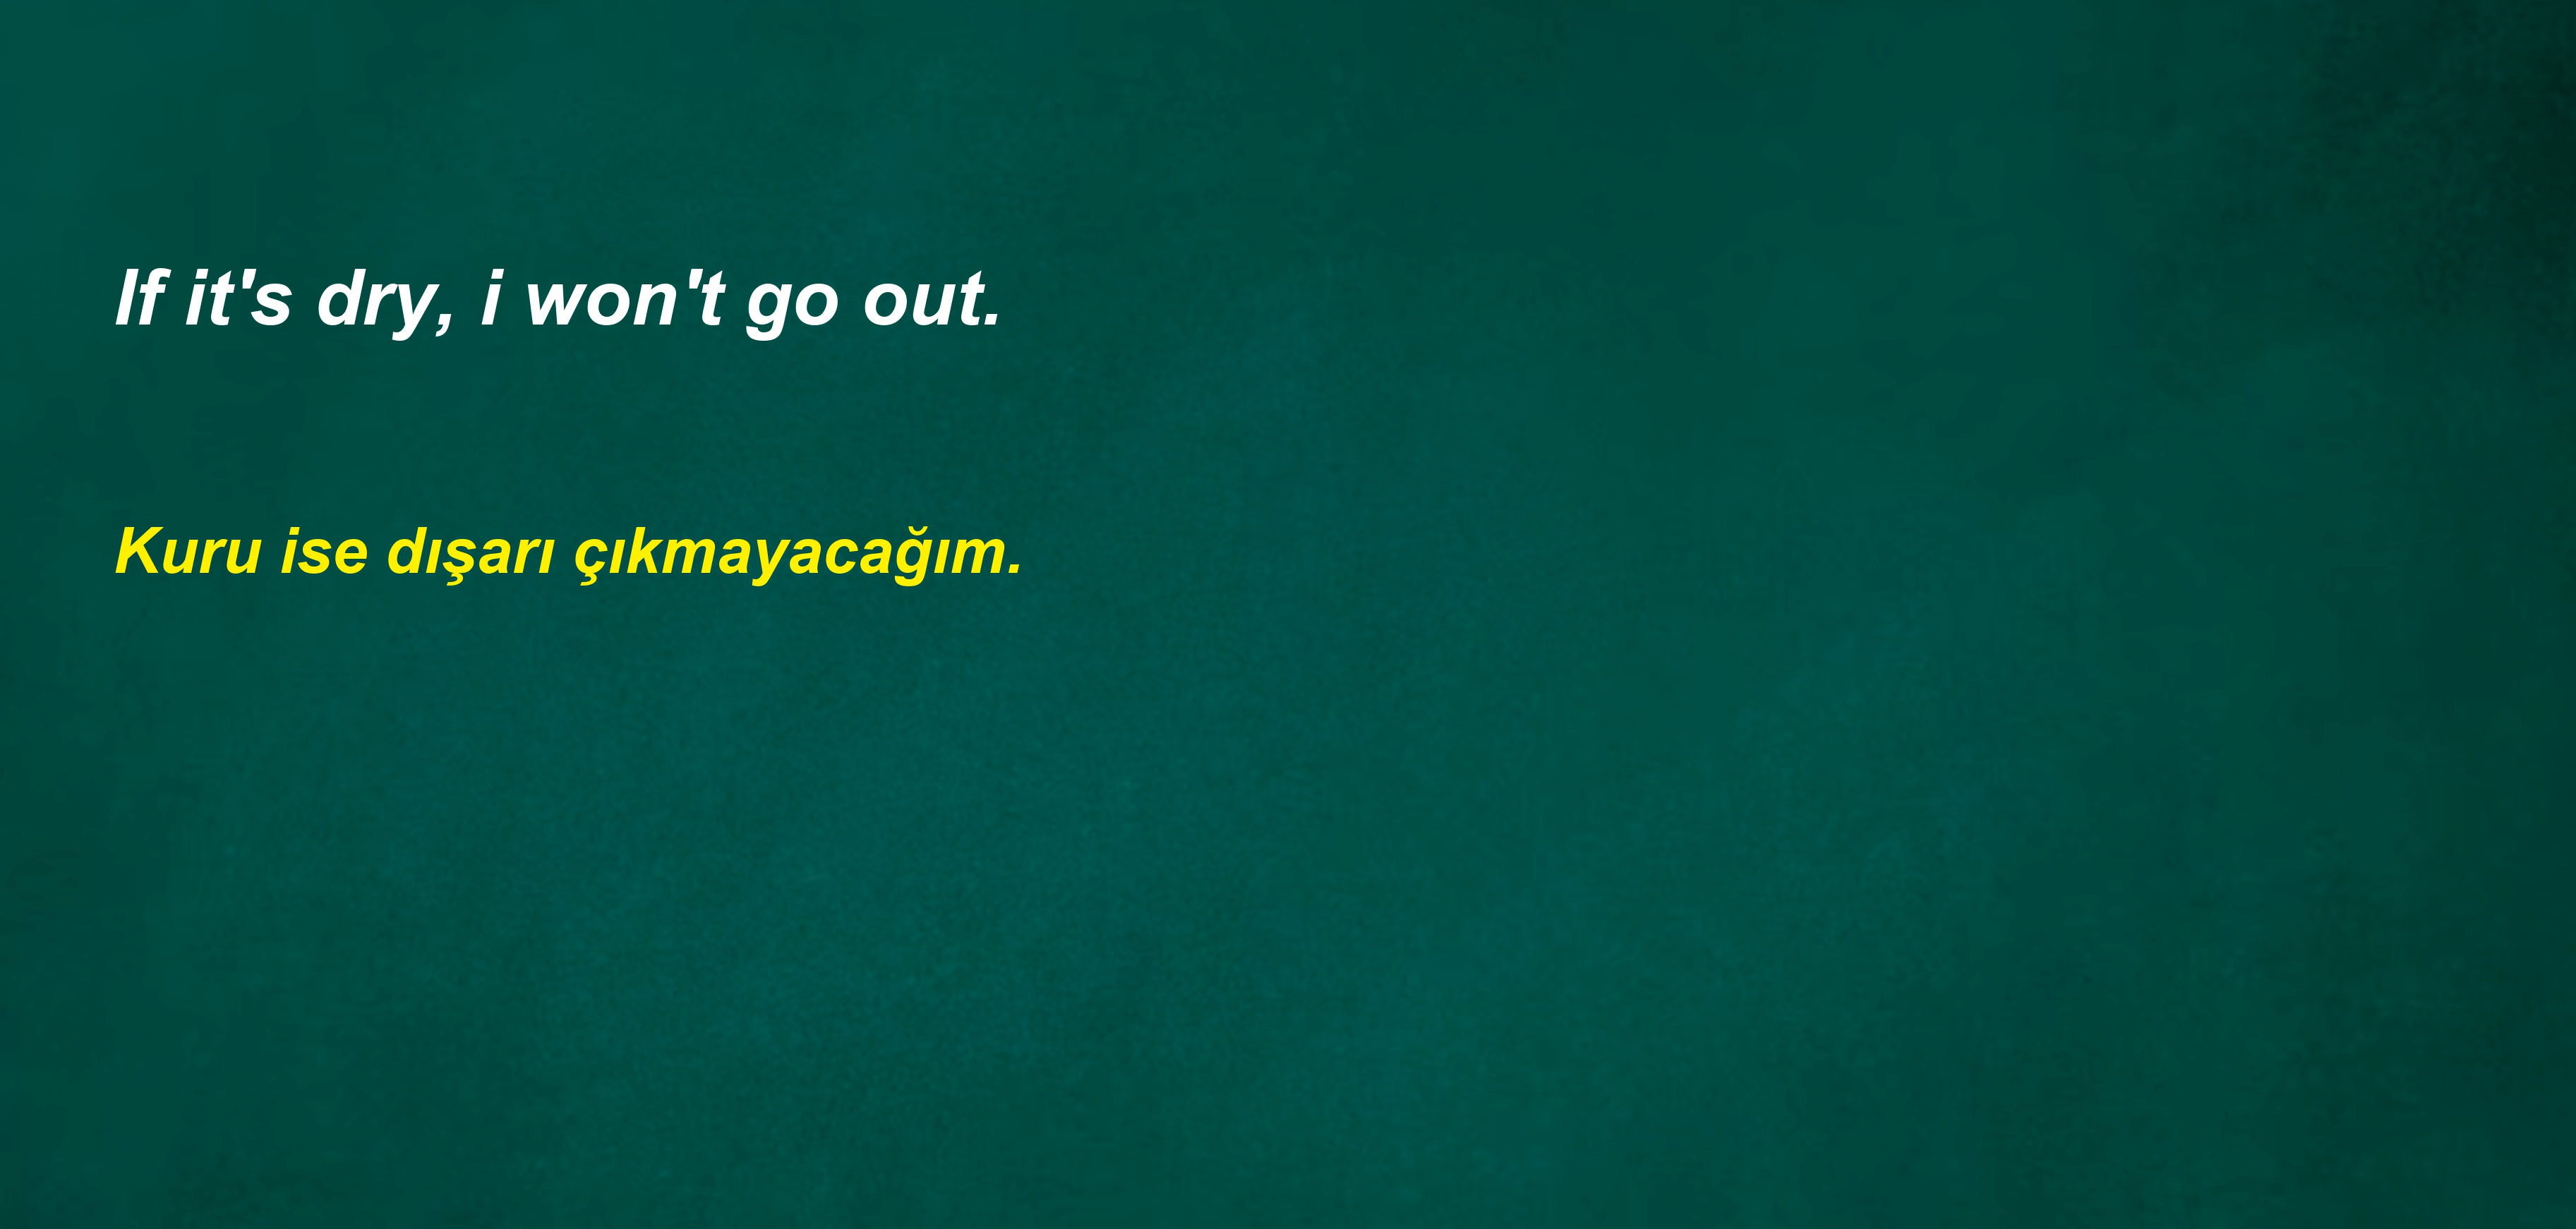 If it's dry, i won't go out.
Kuru ise dışarı çıkmayacağım.